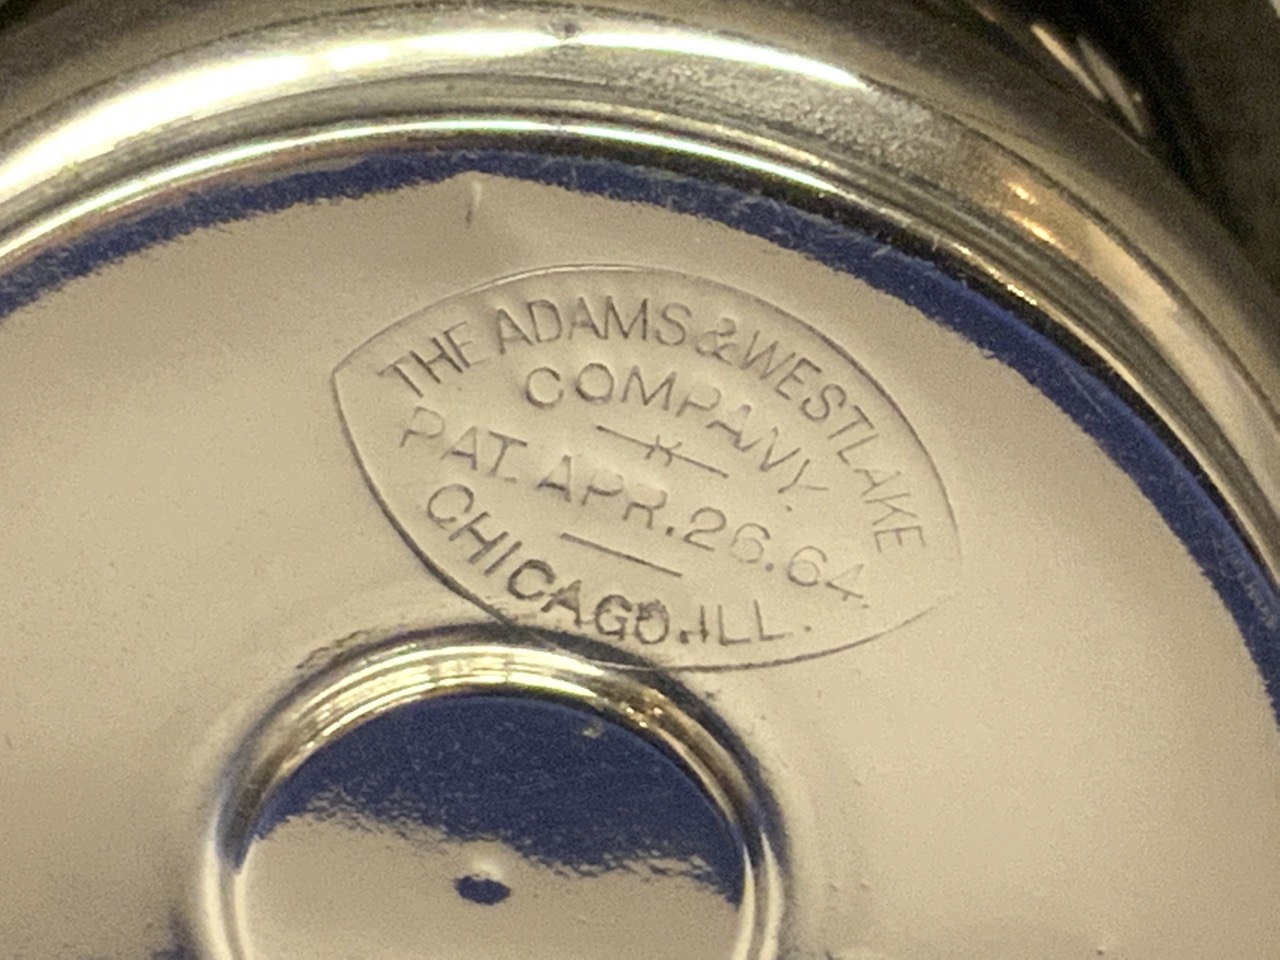 THE ADAMS & WESTLAKE
COMPANY.
PAT. APR. 26. 64.
CHICAGO. ILL.